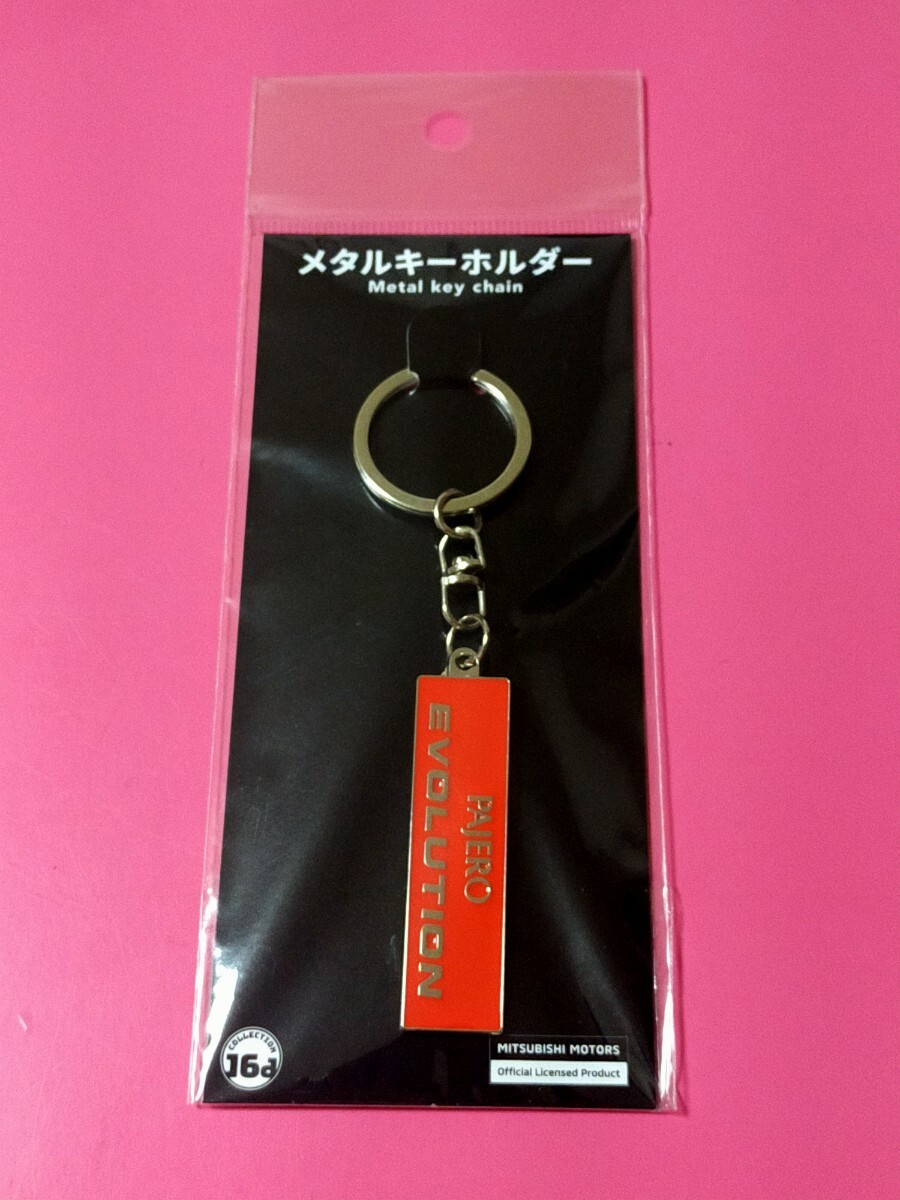 メタルキーホルダー
Metal key chain
PAJERO
EVOLUTION
COLLECTION
MITSUBISHI MOTORS
Official Licensed Product